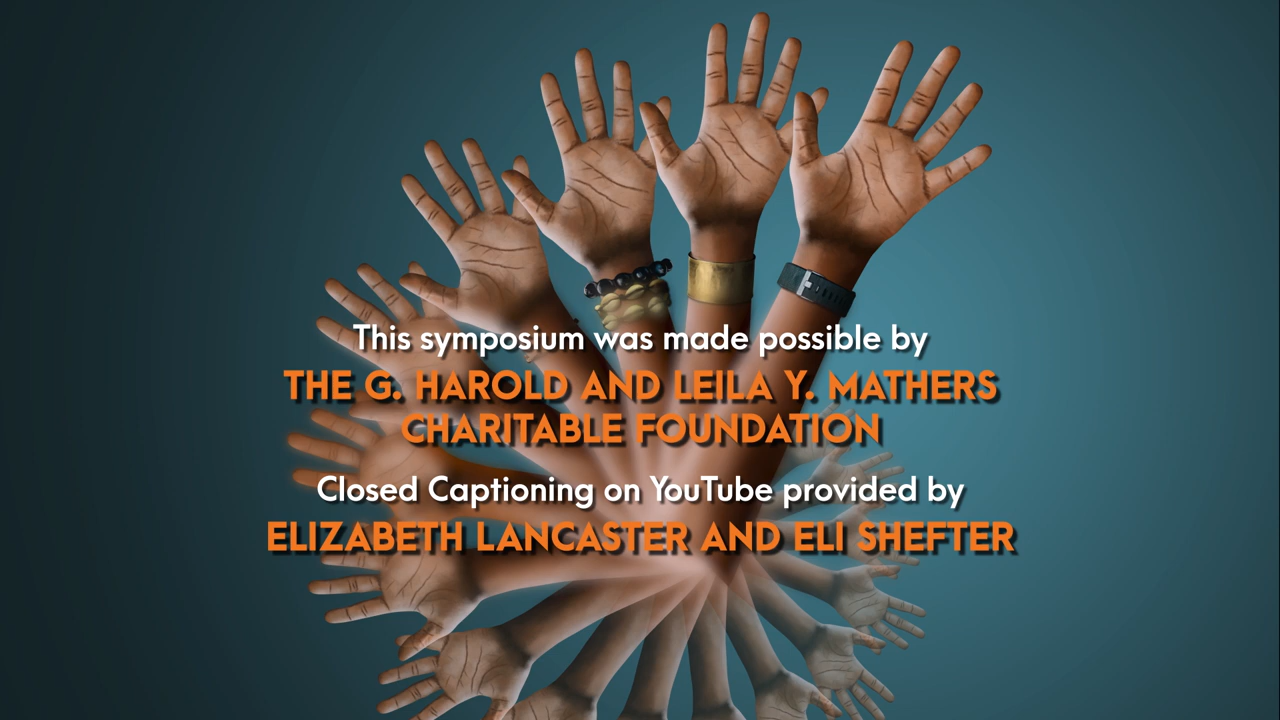 This symposium was made possible by
THE G. HAROLD AND LEILA Y. MATHERS
CHARITABLE FOUNDATION
Closed Captioning on YouTube provided by
ELIZABETH LANCASTER AND ELI SHEFTER